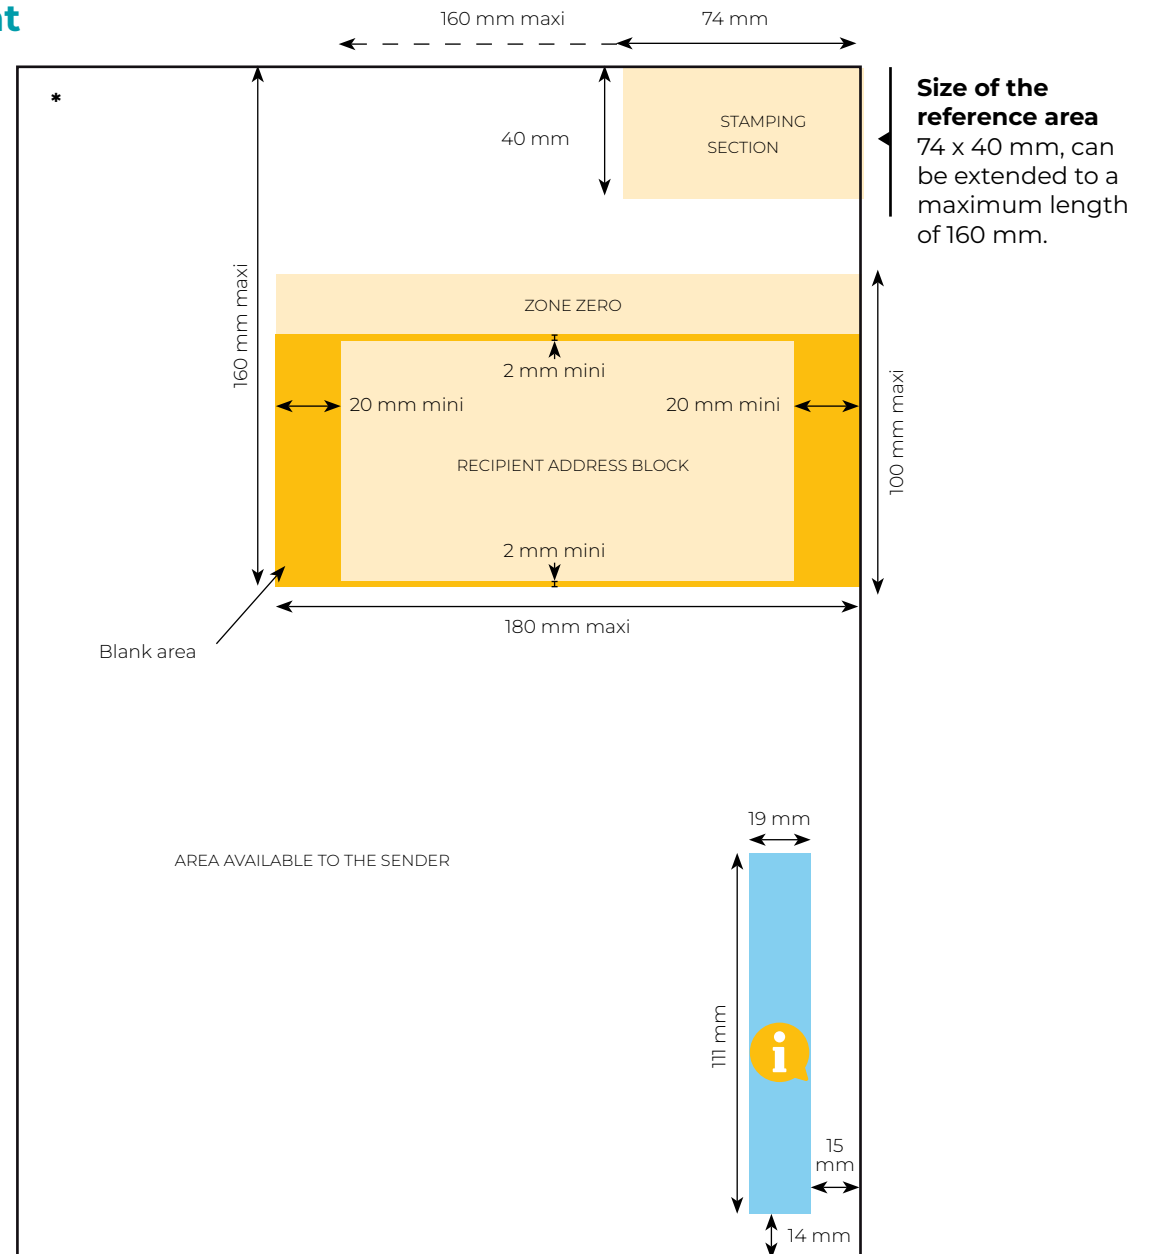 160 mm maxi
74 mm
*
STAMPING
SECTION
40 mm
Size of the
reference area
74 x 40 mm, can
be extended to a
maximum length
of 160 mm.
160 mm maxi
ZONE ZERO
2 mm mini
20 mm mini
20 mm mini
100 mm maxi
RECIPIENT ADDRESS BLOCK
2 mm mini
180 mm maxi
Blank area
19 mm
AREA AVAILABLE TO THE SENDER
111 mm
i
15
mm
14 mm